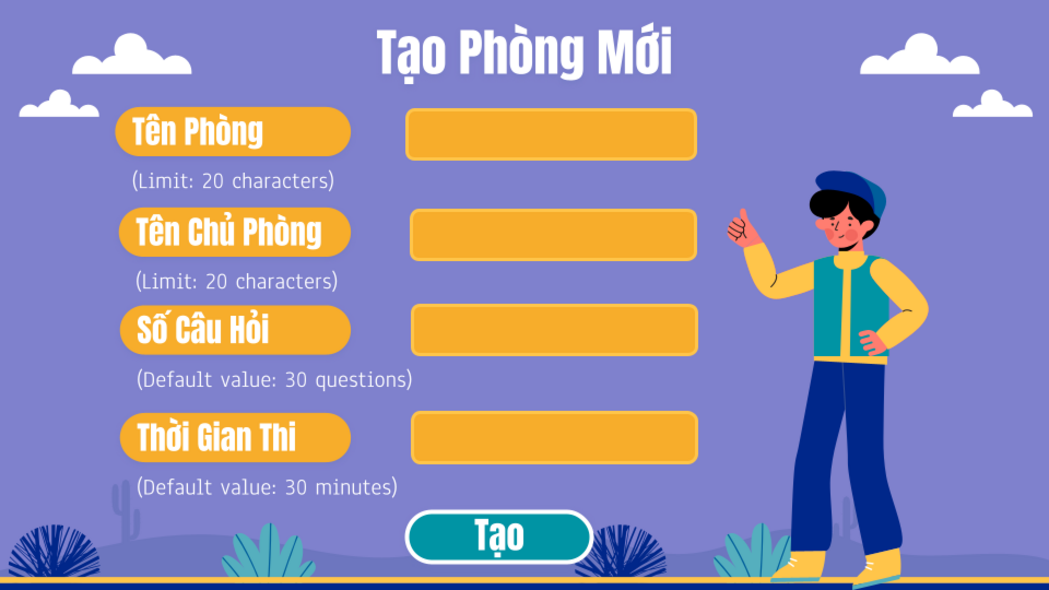 Tạo Phòng Mới
Tên Phòng
(Limit: 20 characters)
Tên Chủ Phòng
(Limit: 20 characters)
Số Câu Hỏi
(Default value: 30 questions)
Thời Gian Thi
(Default value: 30 minutes)
Tạo